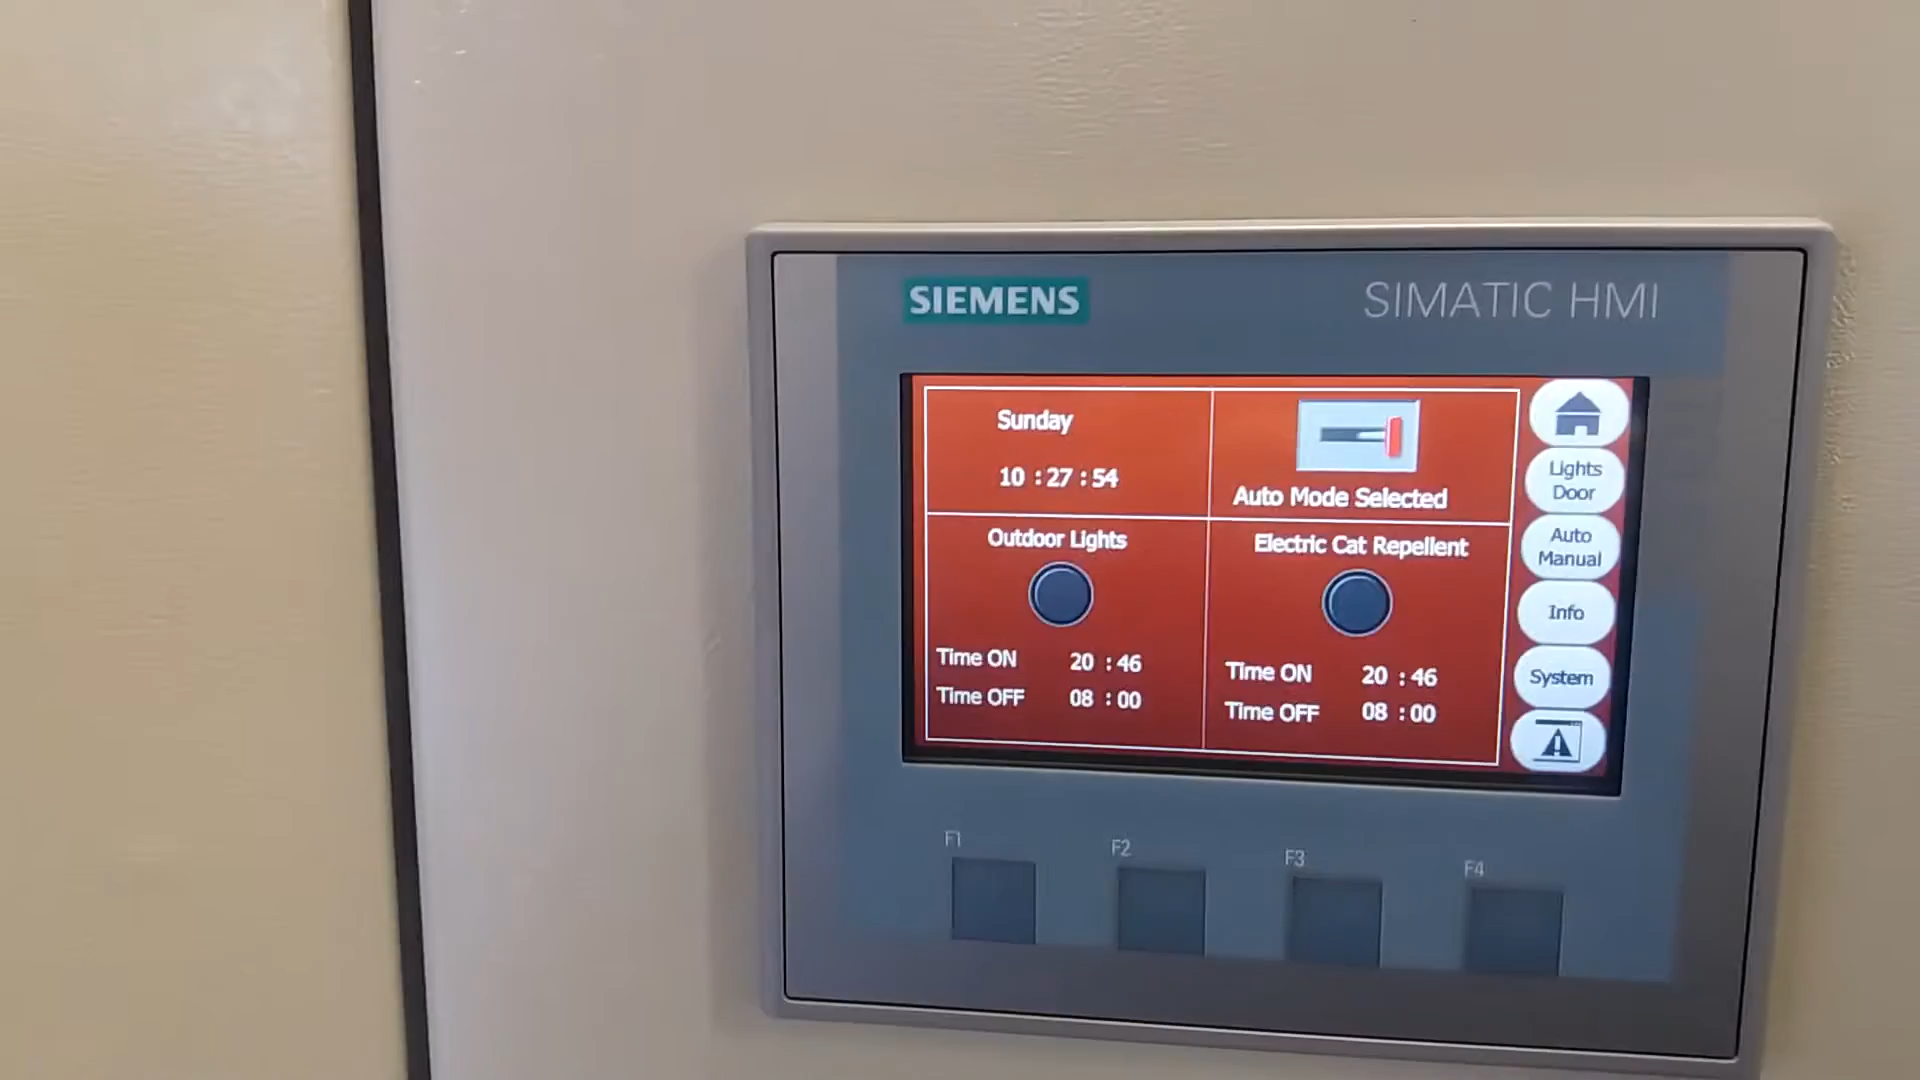 SIEMENS
SIMATIC HMI
Sunday
10 : 27 : 54
Auto Mode Selected
Outdoor Lights
Time ON 20 : 46
Time OFF 08 : 00
Electric Cat Repellent
Time ON 20 : 46
Time OFF 08 : 00
Lights
Door
Auto
Manual
Info
System
F1
F2
F3
F4